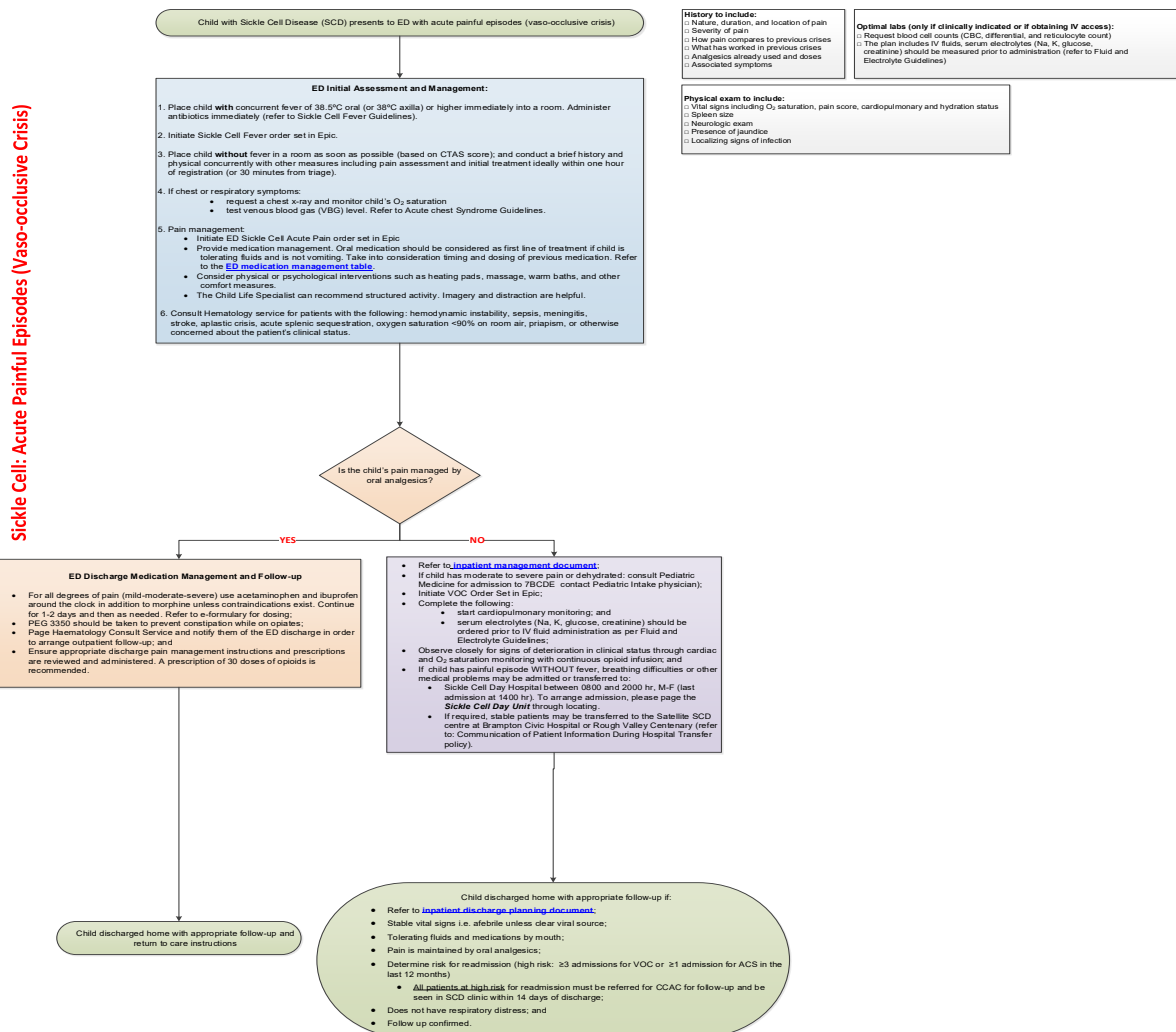 Sickle Cell: Acute Painful Episodes (Vaso-occlusive Crisis)
Child with Sickle Cell Disease (SCD) presents to ED with acute painful episodes (vaso-occlusive crisis)
History to include:
□ Nature, duration, and location of pain
□ Severity of pain
□ How pain compares to previous crises
□ What has worked in previous crises
□ Analgesics already used and doses
□ Associated symptoms
Optimal labs (only if clinically indicated or if obtaining IV access):
□ Request blood cell counts (CBC, differential, and reticulocyte count)
□ The plan includes IV fluids, serum electrolytes (Na, K, glucose,
creatinine) should be measured prior to administration (refer to Fluid and
Electrolyte Guidelines)
Physical exam to include:
□ Vital signs including O₂ saturation, pain score, cardiopulmonary and hydration status
□ Spleen size
□ Neurologic exam
□ Presence of jaundice
□ Localizing signs of infection
ED Initial Assessment and Management:
1. Place child with concurrent fever of 38.5ºC oral (or 38ºC axilla) or higher immediately into a room. Administer
antibiotics immediately (refer to Sickle Cell Fever Guidelines).
2. Initiate Sickle Cell Fever order set in Epic.
3. Place child without fever in a room as soon as possible (based on CTAS score); and conduct a brief history and
physical concurrently with other measures including pain assessment and initial treatment ideally within one hour
of registration (or 30 minutes from triage).
4. If chest or respiratory symptoms:
• request a chest x-ray and monitor child's O₂ saturation
• test venous blood gas (VBG) level. Refer to Acute chest Syndrome Guidelines.
5. Pain management:
• Initiate ED Sickle Cell Acute Pain order set in Epic
• Provide medication management. Oral medication should be considered as first line of treatment if child is
tolerating fluids and is not vomiting. Take into consideration timing and dosing of previous medication. Refer
to the ED medication management table.
• Consider physical or psychological interventions such as heating pads, massage, warm baths, and other
comfort measures.
• The Child Life Specialist can recommend structured activity. Imagery and distraction are helpful.
6. Consult Hematology service for patients with the following: hemodynamic instability, sepsis, meningitis,
stroke, aplastic crisis, acute splenic sequestration, oxygen saturation <90% on room air, priapism, or otherwise
concerned about the patient's clinical status.
Is the child's pain managed by
oral analgesics?
YES
NO
ED Discharge Medication Management and Follow-up
• For all degrees of pain (mild-moderate-severe) use acetaminophen and ibuprofen
around the clock in addition to morphine unless contraindications exist. Continue
for 1-2 days and then as needed. Refer to e-formulary for dosing;
• PEG 3350 should be taken to prevent constipation while on opiates;
• Page Haematology Consult Service and notify them of the ED discharge in order
to arrange outpatient follow-up; and
• Ensure appropriate discharge pain management instructions and prescriptions
are reviewed and administered. A prescription of 30 doses of opioids is
recommended.
• Refer to inpatient management document;
• If child has moderate to severe pain or dehydrated: consult Pediatric
Medicine for admission to 7BCDE contact Pediatric Intake physician);
• Initiate VOC Order Set in Epic;
• Complete the following:
• start cardiopulmonary monitoring; and
• serum electrolytes (Na, K, glucose, creatinine) should be
ordered prior to IV fluid administration as per Fluid and
Electrolyte Guidelines;
• Observe closely for signs of deterioration in clinical status through cardiac
and O₂ saturation monitoring with continuous opioid infusion; and
• If child has painful episode WITHOUT fever, breathing difficulties or other
medical problems may be admitted or transferred to:
• Sickle Cell Day Hospital between 0800 and 2000 hr, M-F (last
admission at 1400 hr). To arrange admission, please page the
Sickle Cell Day Unit through locating.
• If required, stable patients may be transferred to the Satellite SCD
centre at Brampton Civic Hospital or Rough Valley Centenary (refer
to: Communication of Patient Information During Hospital Transfer
policy).
Child discharged home with appropriate follow-up and
return to care instructions
Child discharged home with appropriate follow-up if:
• Refer to inpatient discharge planning document;
• Stable vital signs i.e. afebrile unless clear viral source;
• Tolerating fluids and medications by mouth;
• Pain is maintained by oral analgesics;
• Determine risk for readmission (high risk: ≥3 admissions for VOC or ≥1 admission for ACS in the
last 12 months)
• All patients at high risk for readmission must be referred for CCAC for follow-up and be
seen in SCD clinic within 14 days of discharge;
• Does not have respiratory distress; and
• Follow up confirmed.